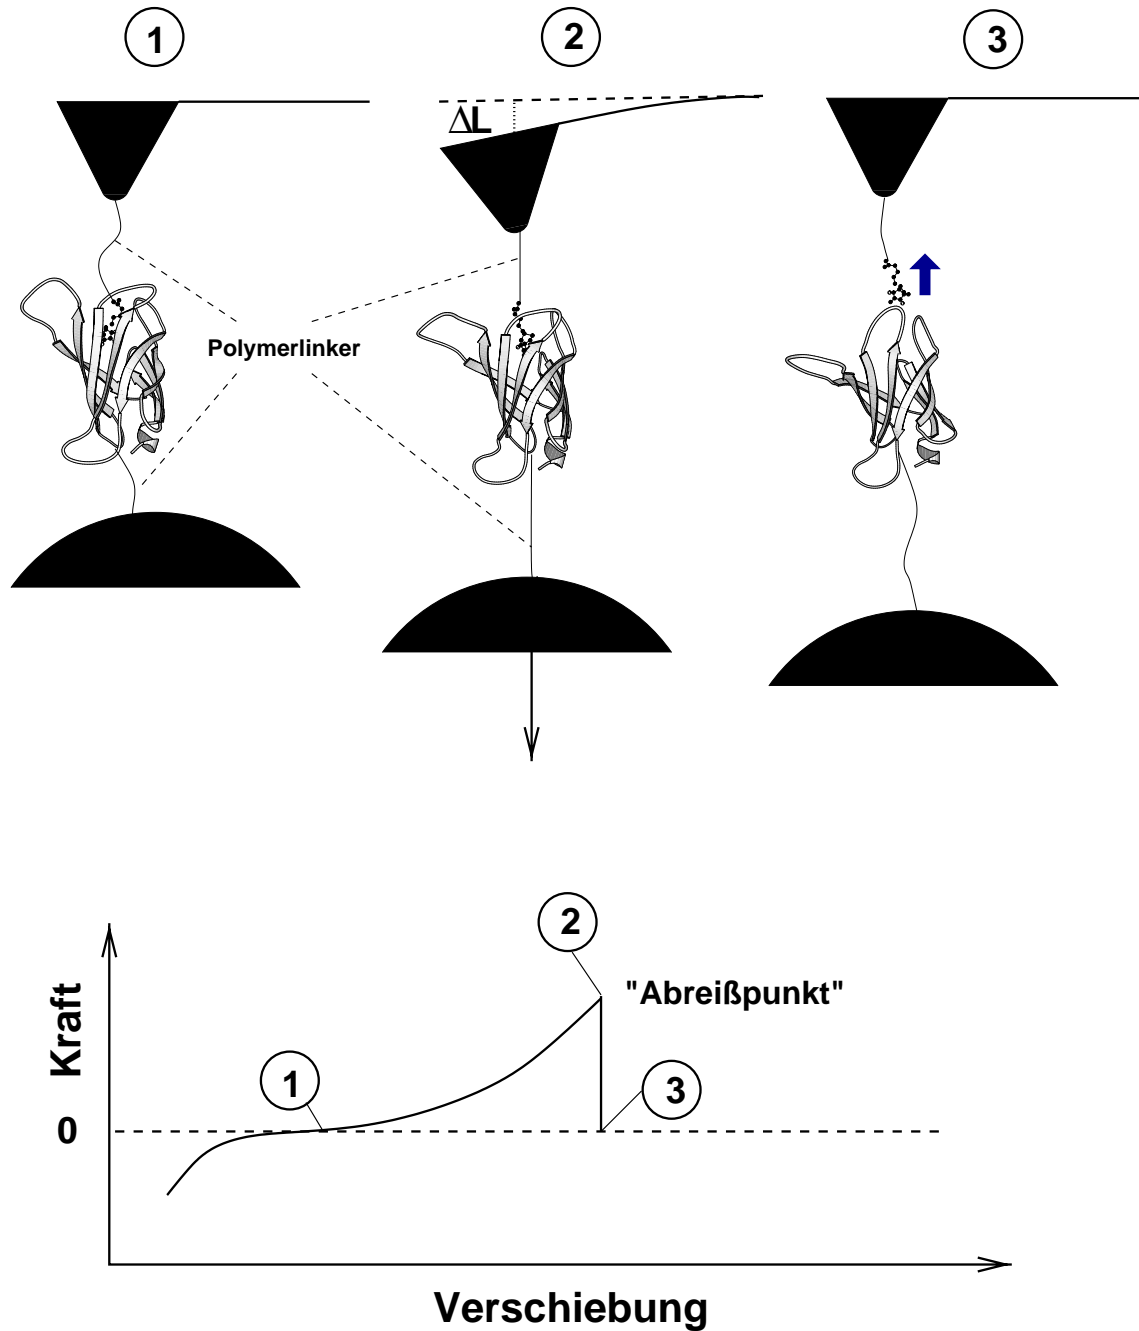 1
2
3
ΔL
Polymerlinker
2
"Abreißpunkt"
Kraft
1
3
0
Verschiebung